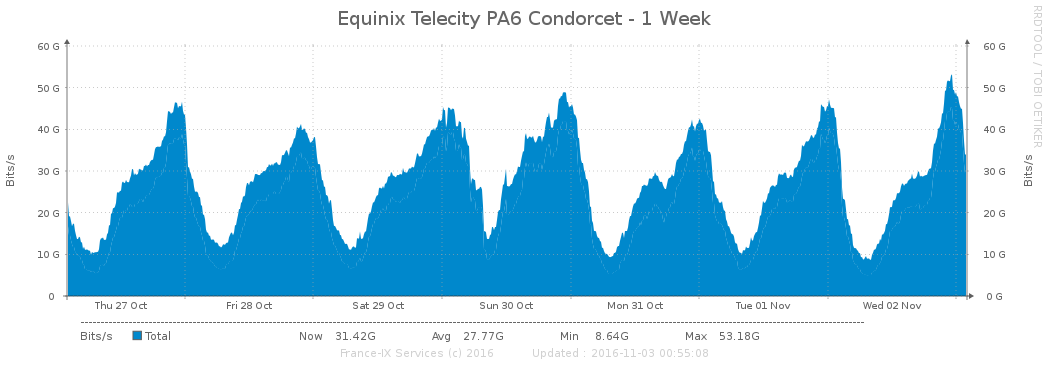 Equinix Telecity PA6 Condorcet - 1 Week
RRDTOOL / TOBI OETIKER
60 G 60 G
50 G 50 G
40 G 40 G
30 G 30 G
20 G 20 G
10 G 10 G
0 0 G
Bits/s
Bits/s
Thu 27 Oct Fri 28 Oct Sat 29 Oct Sun 30 Oct Mon 31 Oct Tue 01 Nov Wed 02 Nov
Bits/s Total Now 31.42G Avg 27.77G Min 8.64G Max 53.18G
France-IX Services (c) 2016 Updated : 2016-11-03 00:55:08